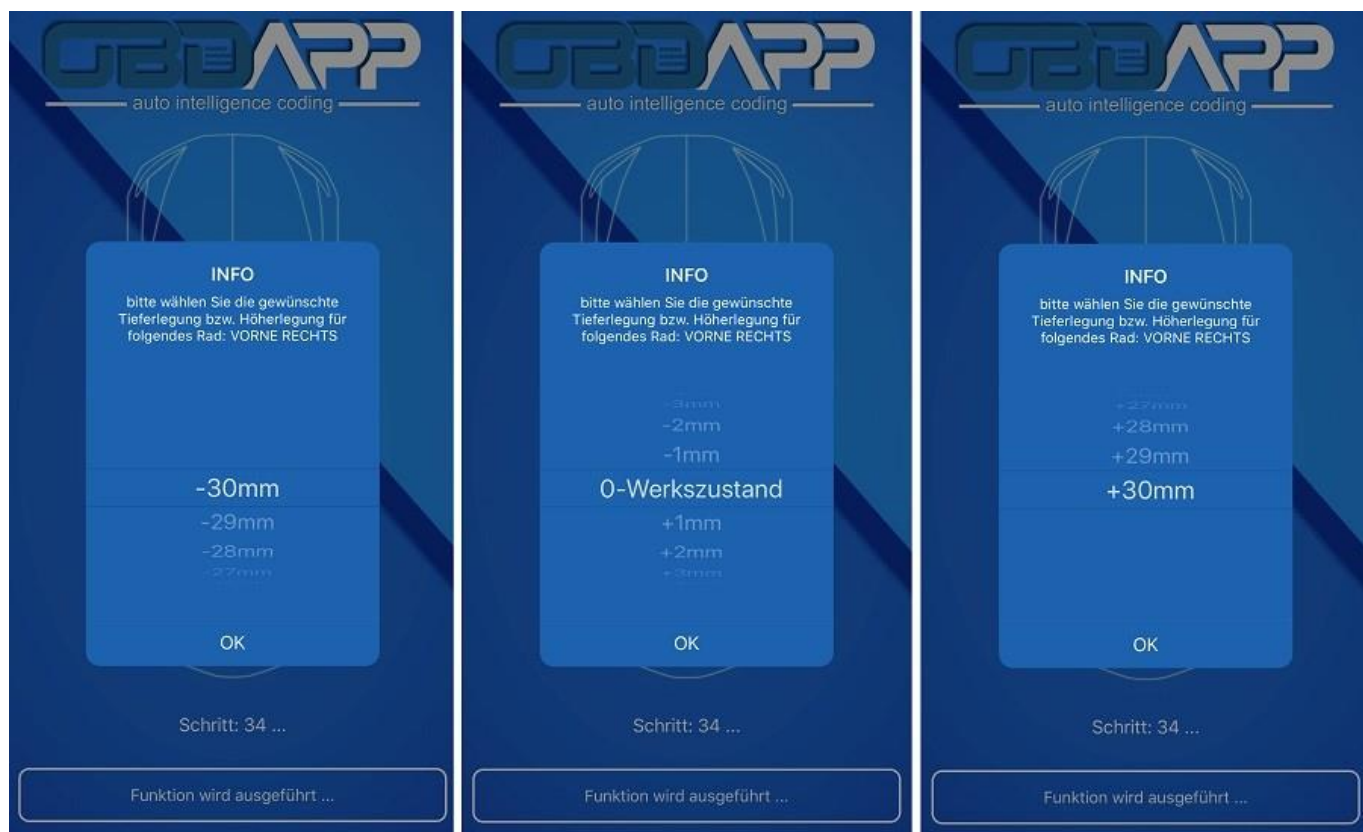 OBDAPP
auto intelligence coding
INFO
bitte wählen Sie die gewünschte
Tieferlegung bzw. Höherlegung für
folgendes Rad: VORNE RECHTS
-30mm
-29mm
-28mm
-27mm
OK
Schritt: 34 ...
Funktion wird ausgeführt ...
OBDAPP
auto intelligence coding
INFO
bitte wählen Sie die gewünschte
Tieferlegung bzw. Höherlegung für
folgendes Rad: VORNE RECHTS
-3mm
-2mm
-1mm
0-Werkszustand
+1mm
+2mm
+3mm
OK
Schritt: 34 ...
Funktion wird ausgeführt ...
OBDAPP
auto intelligence coding
INFO
bitte wählen Sie die gewünschte
Tieferlegung bzw. Höherlegung für
folgendes Rad: VORNE RECHTS
+27mm
+28mm
+29mm
+30mm
OK
Schritt: 34 ...
Funktion wird ausgeführt ...